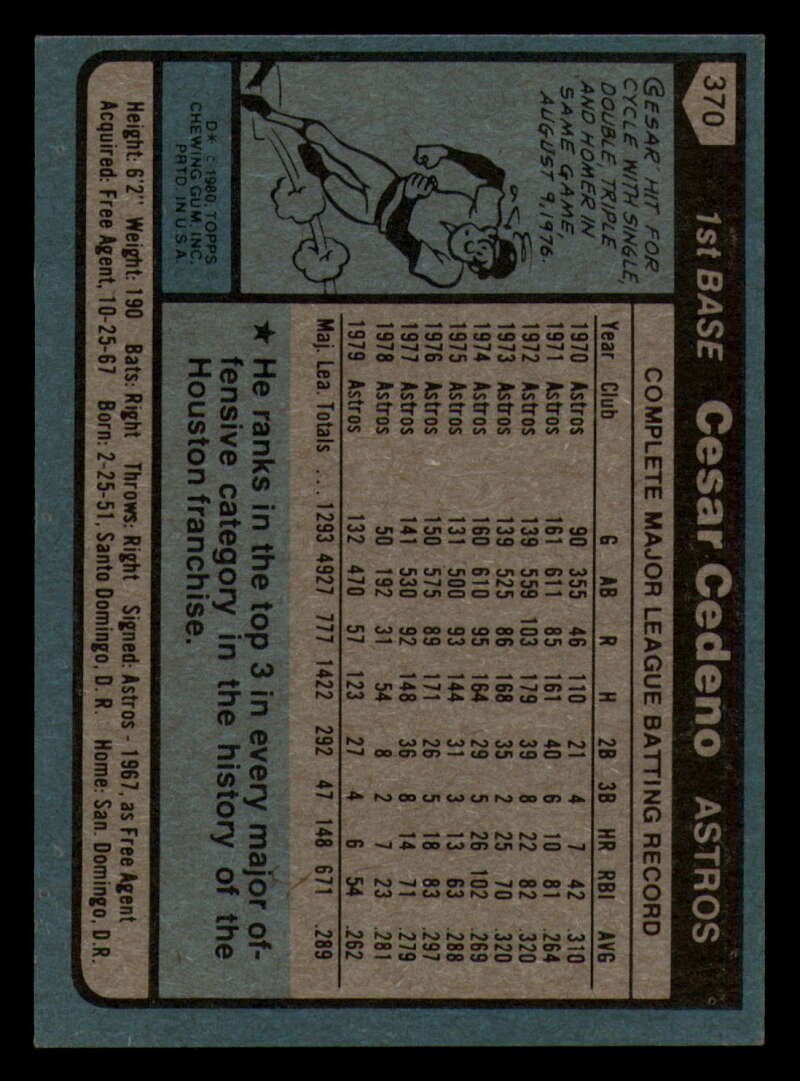 370
1st BASE Cesar Cedeno ASTROS
CESAR HIT FOR
CYCLE WITH SINGLE,
DOUBLE, TRIPLE
AND HOMER IN
SAME GAME,
AUGUST 9, 1976.
D* © 1980, TOPPS
CHEWING GUM, INC.
PRTD. IN U.S.A.
COMPLETE MAJOR LEAGUE BATTING RECORD
Year Club G AB R H 2B 3B HR RBI AVG
1970 Astros 90 355 46 110 21 4 7 42 .310
1971 Astros 161 611 85 161 40 6 10 81 .264
1972 Astros 139 559 103 179 39 8 22 82 .320
1973 Astros 139 525 86 168 35 2 25 70 .320
1974 Astros 160 610 95 164 29 5 26 102 .269
1975 Astros 131 500 93 144 31 3 13 63 .288
1976 Astros 150 575 89 171 26 5 18 83 .297
1977 Astros 141 530 92 148 36 8 14 71 .279
1978 Astros 50 192 31 54 8 2 7 23 .281
1979 Astros 132 470 57 123 27 4 6 54 .262
Maj. Lea. Totals ... 1293 4927 777 1422 292 47 148 671 .289
★ He ranks in the top 3 in every major of-
fensive category in the history of the
Houston franchise.
Height: 6'2" Weight: 190 Bats: Right Throws: Right Signed: Astros - 1967, as Free Agent
Acquired: Free Agent, 10-25-67 Born: 2-25-51, Santo Domingo, D. R. Home: San. Domingo, D.R.